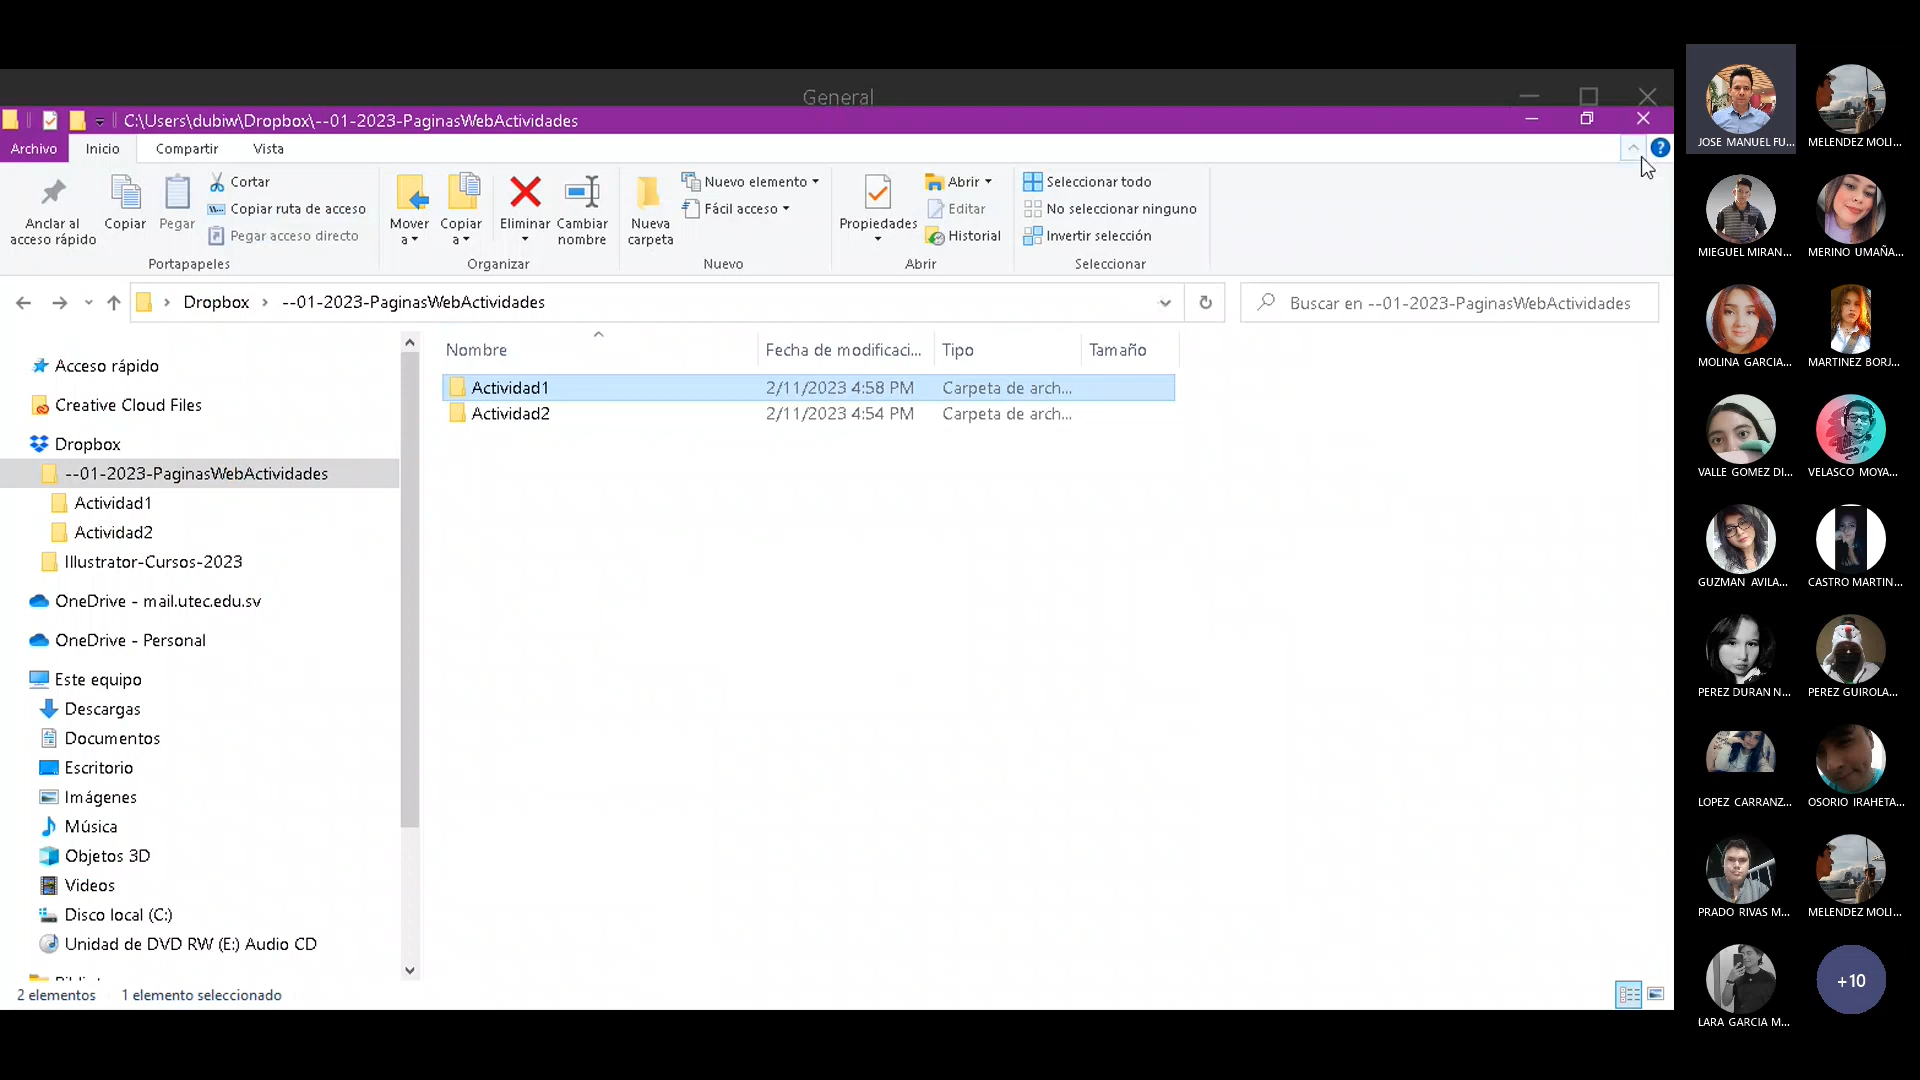 General
C:\Users\dubiw\Dropbox\--01-2023-PaginasWebActividades
Archivo Inicio Compartir Vista
Anclar al acceso rápido
Copiar
Pegar
Cortar
Copiar ruta de acceso
Pegar acceso directo
Portapapeles
Mover a
Copiar a
Eliminar
Cambiar nombre
Organizar
Nueva carpeta
Nuevo elemento
Fácil acceso
Nuevo
Propiedades
Abrir
Editar
Historial
Abrir
Seleccionar todo
No seleccionar ninguno
Invertir selección
Seleccionar
Dropbox --01-2023-PaginasWebActividades
Buscar en --01-2023-PaginasWebActividades
Acceso rápido
Creative Cloud Files
Dropbox
--01-2023-PaginasWebActividades
Actividad1
Actividad2
Illustrator-Cursos-2023
OneDrive - mail.utec.edu.sv
OneDrive - Personal
Este equipo
Descargas
Documentos
Escritorio
Imágenes
Música
Objetos 3D
Videos
Disco local (C:)
Unidad de DVD RW (E:) Audio CD
Nombre Fecha de modificaci... Tipo Tamaño
Actividad1 2/11/2023 4:58 PM Carpeta de arch...
Actividad2 2/11/2023 4:54 PM Carpeta de arch...
2 elementos 1 elemento seleccionado
JOSE MANUEL FU... MELENDEZ MOLI...
MIEGUEL MIRAN... MERINO UMAÑA...
MOLINA GARCIA... MARTINEZ BORJ...
VALLE GOMEZ DI... VELASCO MOYA...
GUZMAN AVILA... CASTRO MARTIN...
PEREZ DURAN N... PEREZ GUIROLA...
LOPEZ CARRANZ... OSORIO IRAHETA...
PRADO RIVAS M... MELENDEZ MOLI...
LARA GARCIA M... +10